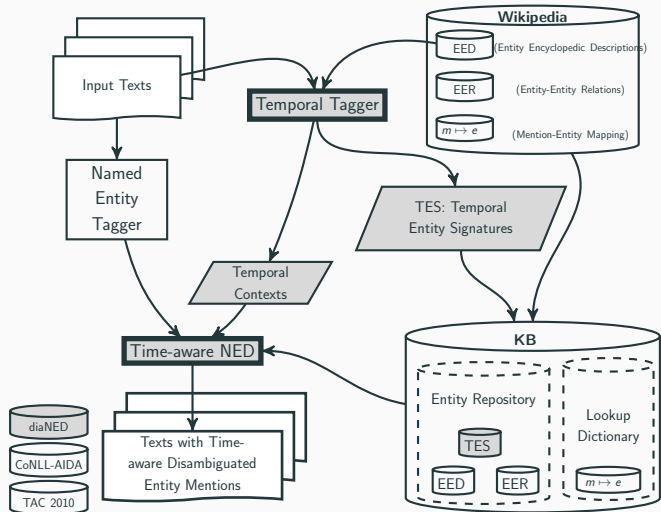 Wikipedia
EED
(Entity Encyclopedic Descriptions)
Input Texts
EER
(Entity-Entity Relations)
Temporal Tagger
m ↦ e
(Mention-Entity Mapping)
Named
Entity
Tagger
TES: Temporal
Entity Signatures
Temporal
Contexts
KB
Time-aware NED
Entity Repository
Lookup
Dictionary
diaNED
Texts with Time-
aware Disambiguated
Entity Mentions
TES
CoNLL-AIDA
EED
EER
m ↦ e
TAC 2010